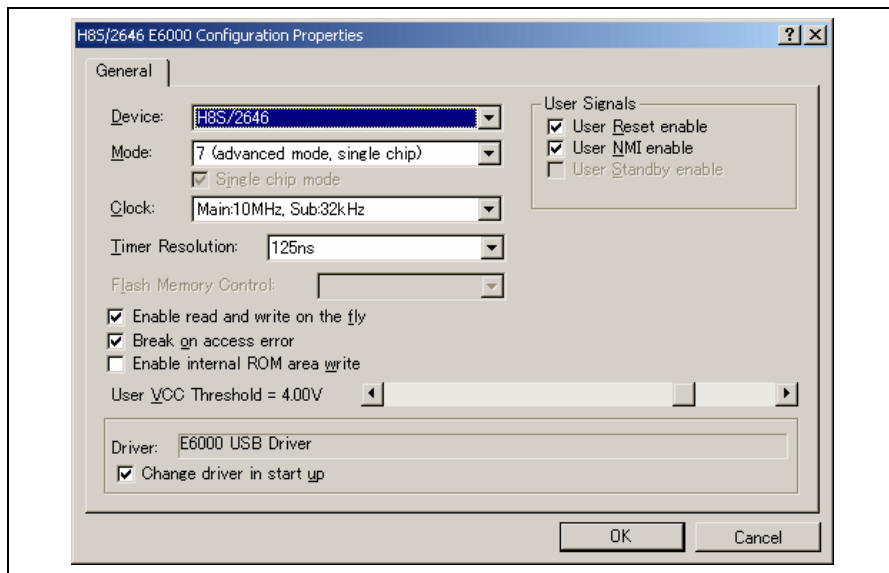 H8S/2646 E6000 Configuration Properties
General
Device: H8S/2646
Mode: 7 (advanced mode, single chip)
Single chip mode
Clock: Main:10MHz, Sub:32kHz
Timer Resolution: 125ns
Flash Memory Control:
Enable read and write on the fly
Break on access error
Enable internal ROM area write
User VCC Threshold = 4.00V
User Signals
User Reset enable
User NMI enable
User Standby enable
Driver: E6000 USB Driver
Change driver in start up
OK Cancel